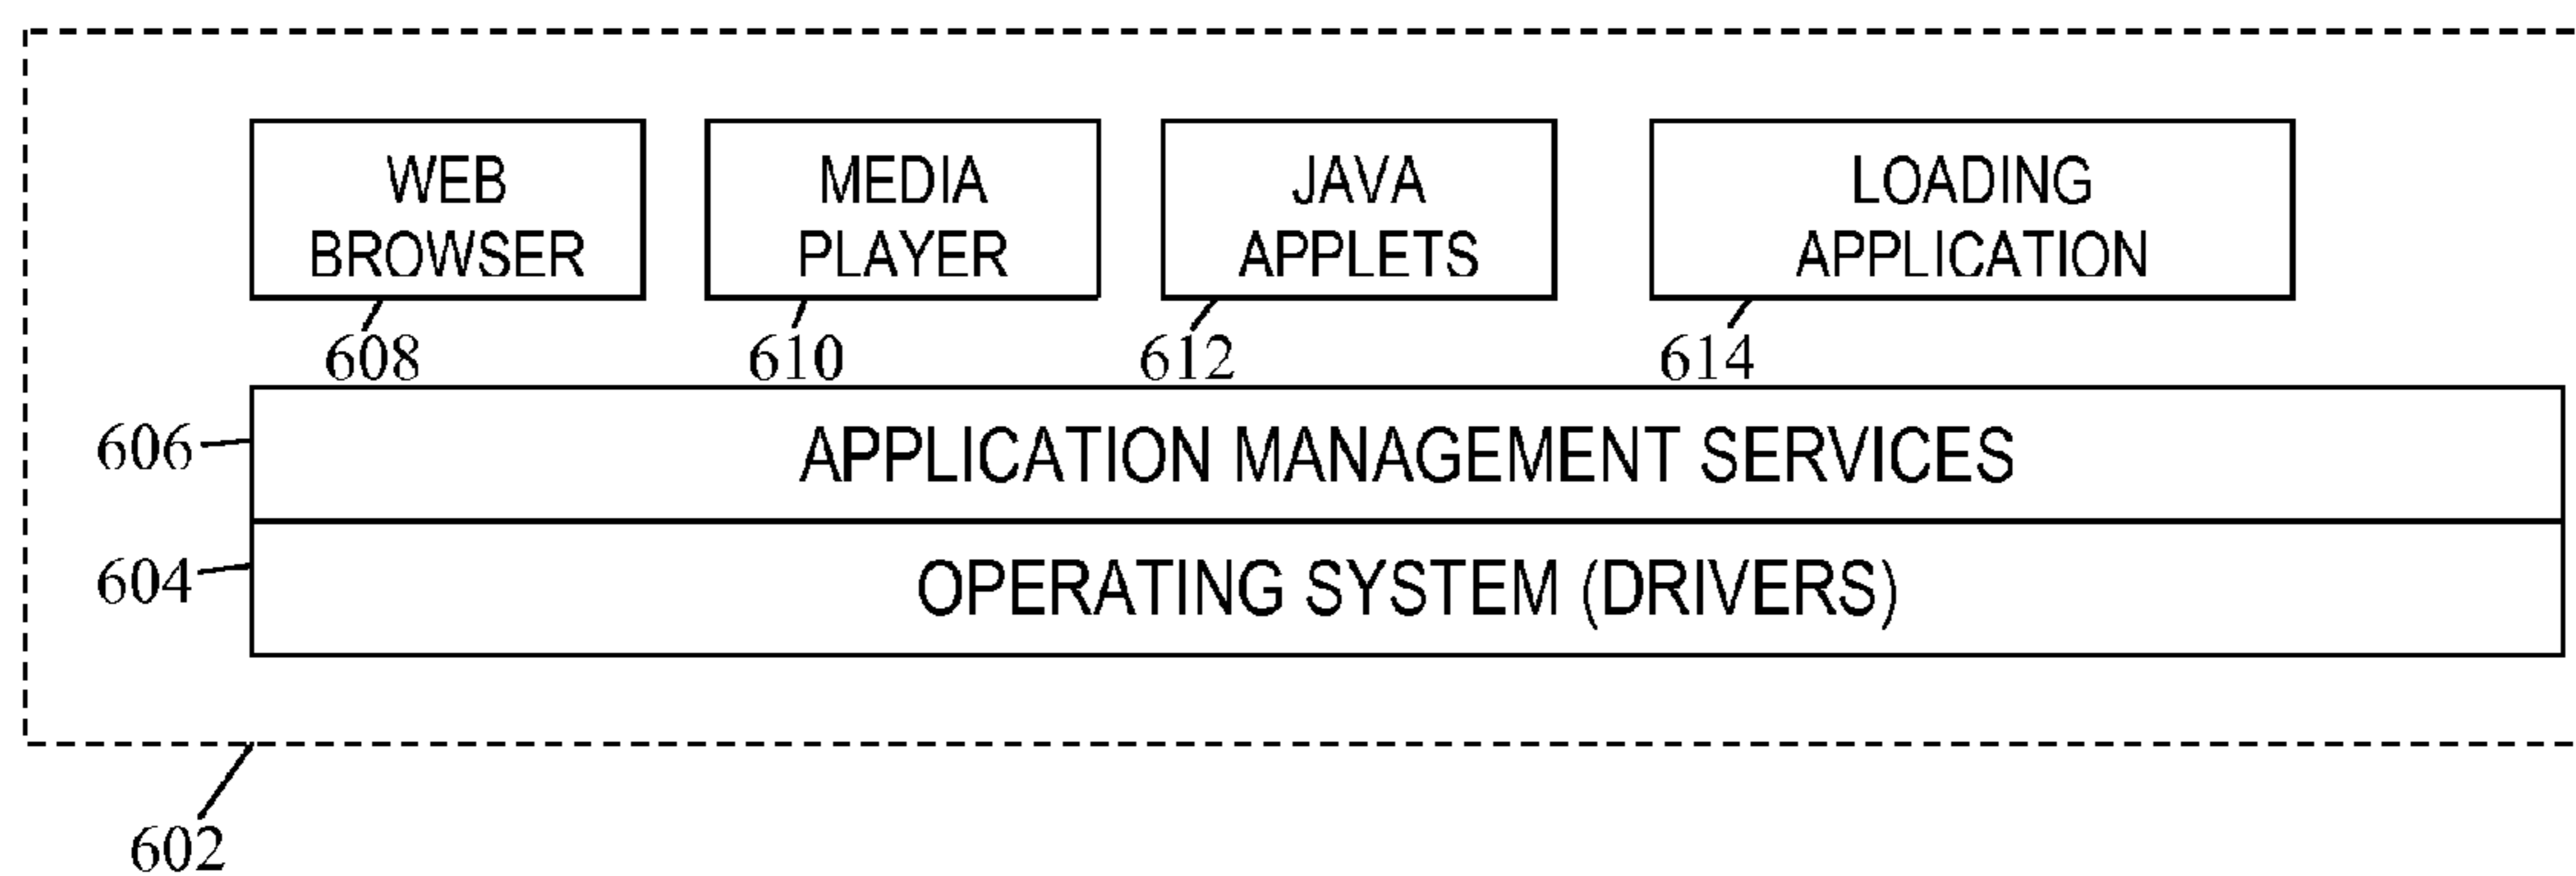 WEB
BROWSER
MEDIA
PLAYER
JAVA
APPLETS
LOADING
APPLICATION
608
610
612
614
606
APPLICATION MANAGEMENT SERVICES
604
OPERATING SYSTEM (DRIVERS)
602